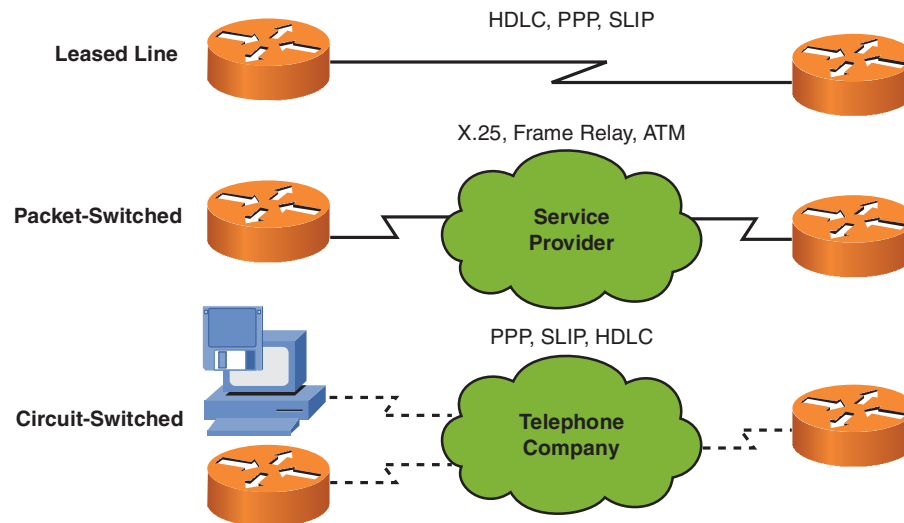 HDLC, PPP, SLIP
Leased Line
X.25, Frame Relay, ATM
Packet-Switched
Service
Provider
PPP, SLIP, HDLC
Circuit-Switched
Telephone
Company